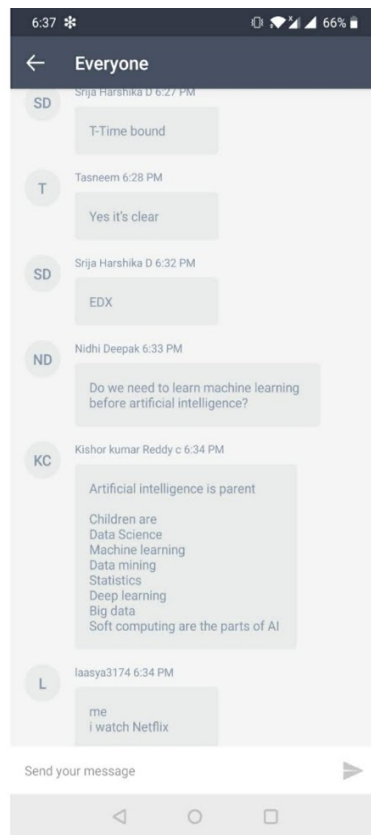 6:37 66%
Everyone
SD
Srija Harshika D 6:27 PM
T-Time bound
T
Tasneem 6:28 PM
Yes it's clear
SD
Srija Harshika D 6:32 PM
EDX
ND
Nidhi Deepak 6:33 PM
Do we need to learn machine learning
before artificial intelligence?
KC
Kishor kumar Reddy c 6:34 PM
Artificial intelligence is parent
Children are
Data Science
Machine learning
Data mining
Statistics
Deep learning
Big data
Soft computing are the parts of AI
L
laasya3174 6:34 PM
me
i watch Netflix
Send your message